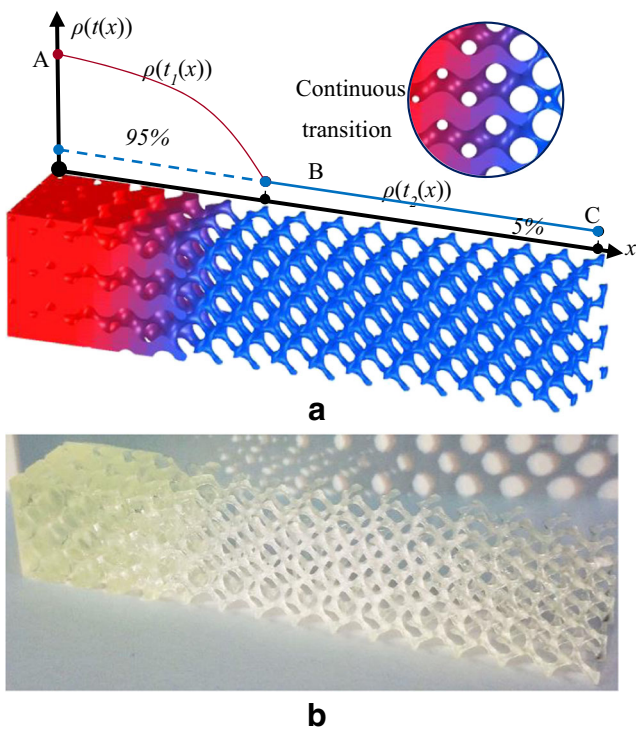 ρ(t(x))
A
ρ(t₁(x))
Continuous
transition
95%
B
ρ(t₂(x))
5%
C
x
a
b